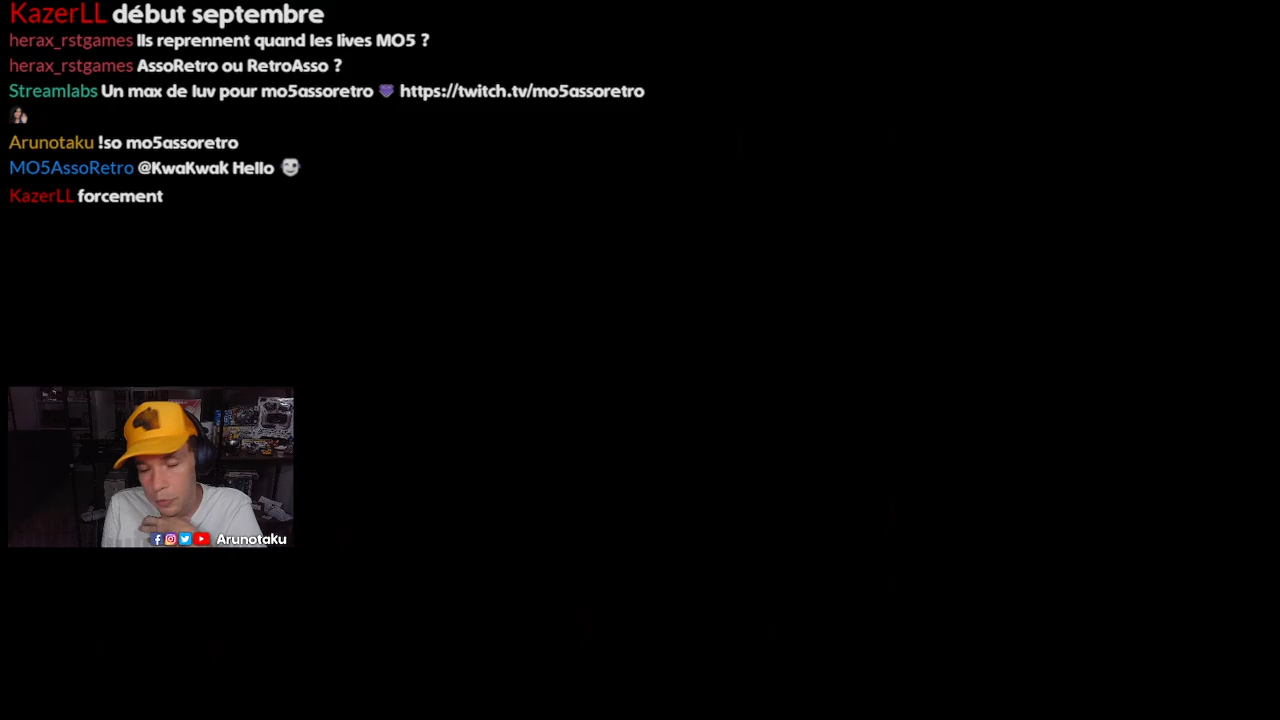 KazerLL début septembre
herax_rstgames Ils reprennent quand les lives MO5 ?
herax_rstgames AssoRetro ou RetroAsso ?
Streamlabs Un max de luv pour mo5assoretro 💜 https://twitch.tv/mo5assoretro
Arunotaku !so mo5assoretro
MO5AssoRetro @KwaKwak Hello
KazerLL forcement
Arunotaku